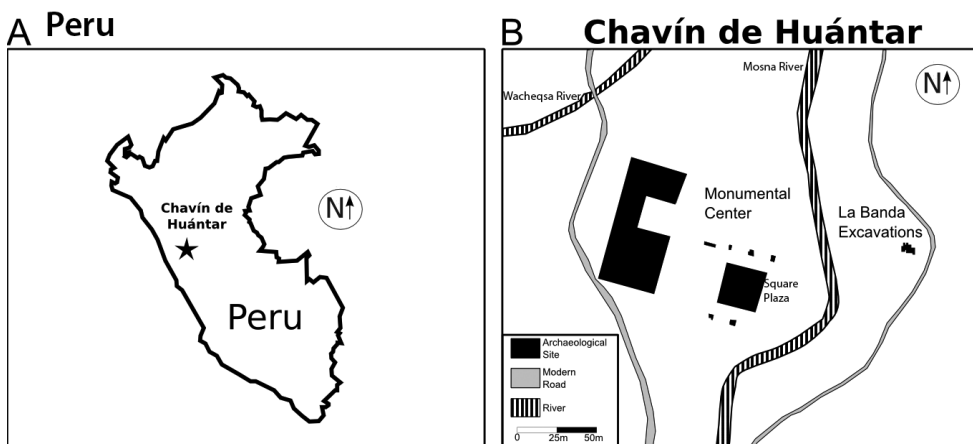 A Peru
N
Chavín de
Huántar
Peru
B Chavín de Huántar
Mosna River
N
Wacheqsa River
Monumental
Center
La Banda
Excavations
Square
Plaza
Archaeological
Site
Modern
Road
River
0 25m 50m